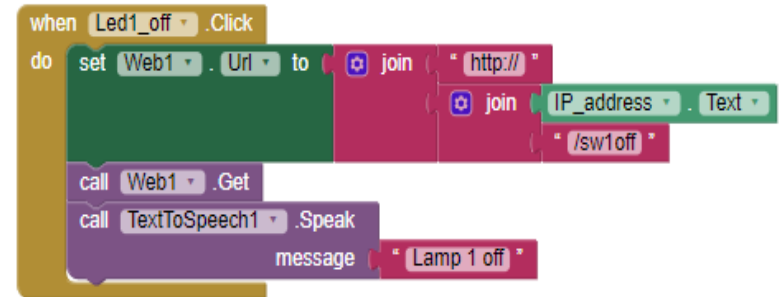 when Led1_off .Click
do set Web1 . Url to join " http:// "
join IP_address . Text
" /sw1off "
call Web1 .Get
call TextToSpeech1 .Speak
message " Lamp 1 off "